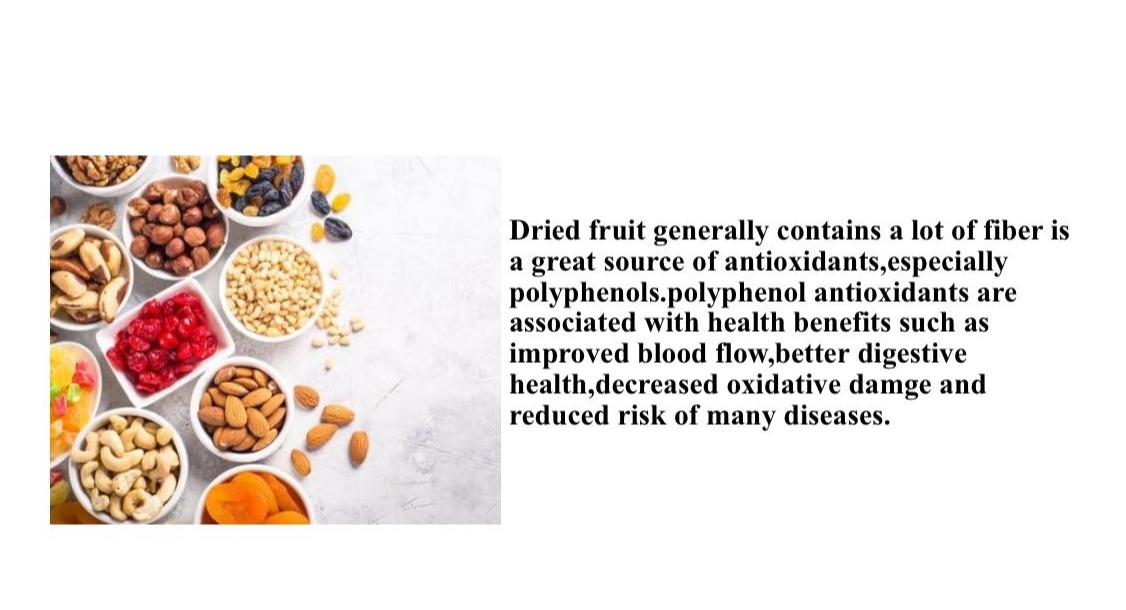 Dried fruit generally contains a lot of fiber is
a great source of antioxidants,especially
polyphenols.polyphenol antioxidants are
associated with health benefits such as
improved blood flow,better digestive
health,decreased oxidative damge and
reduced risk of many diseases.